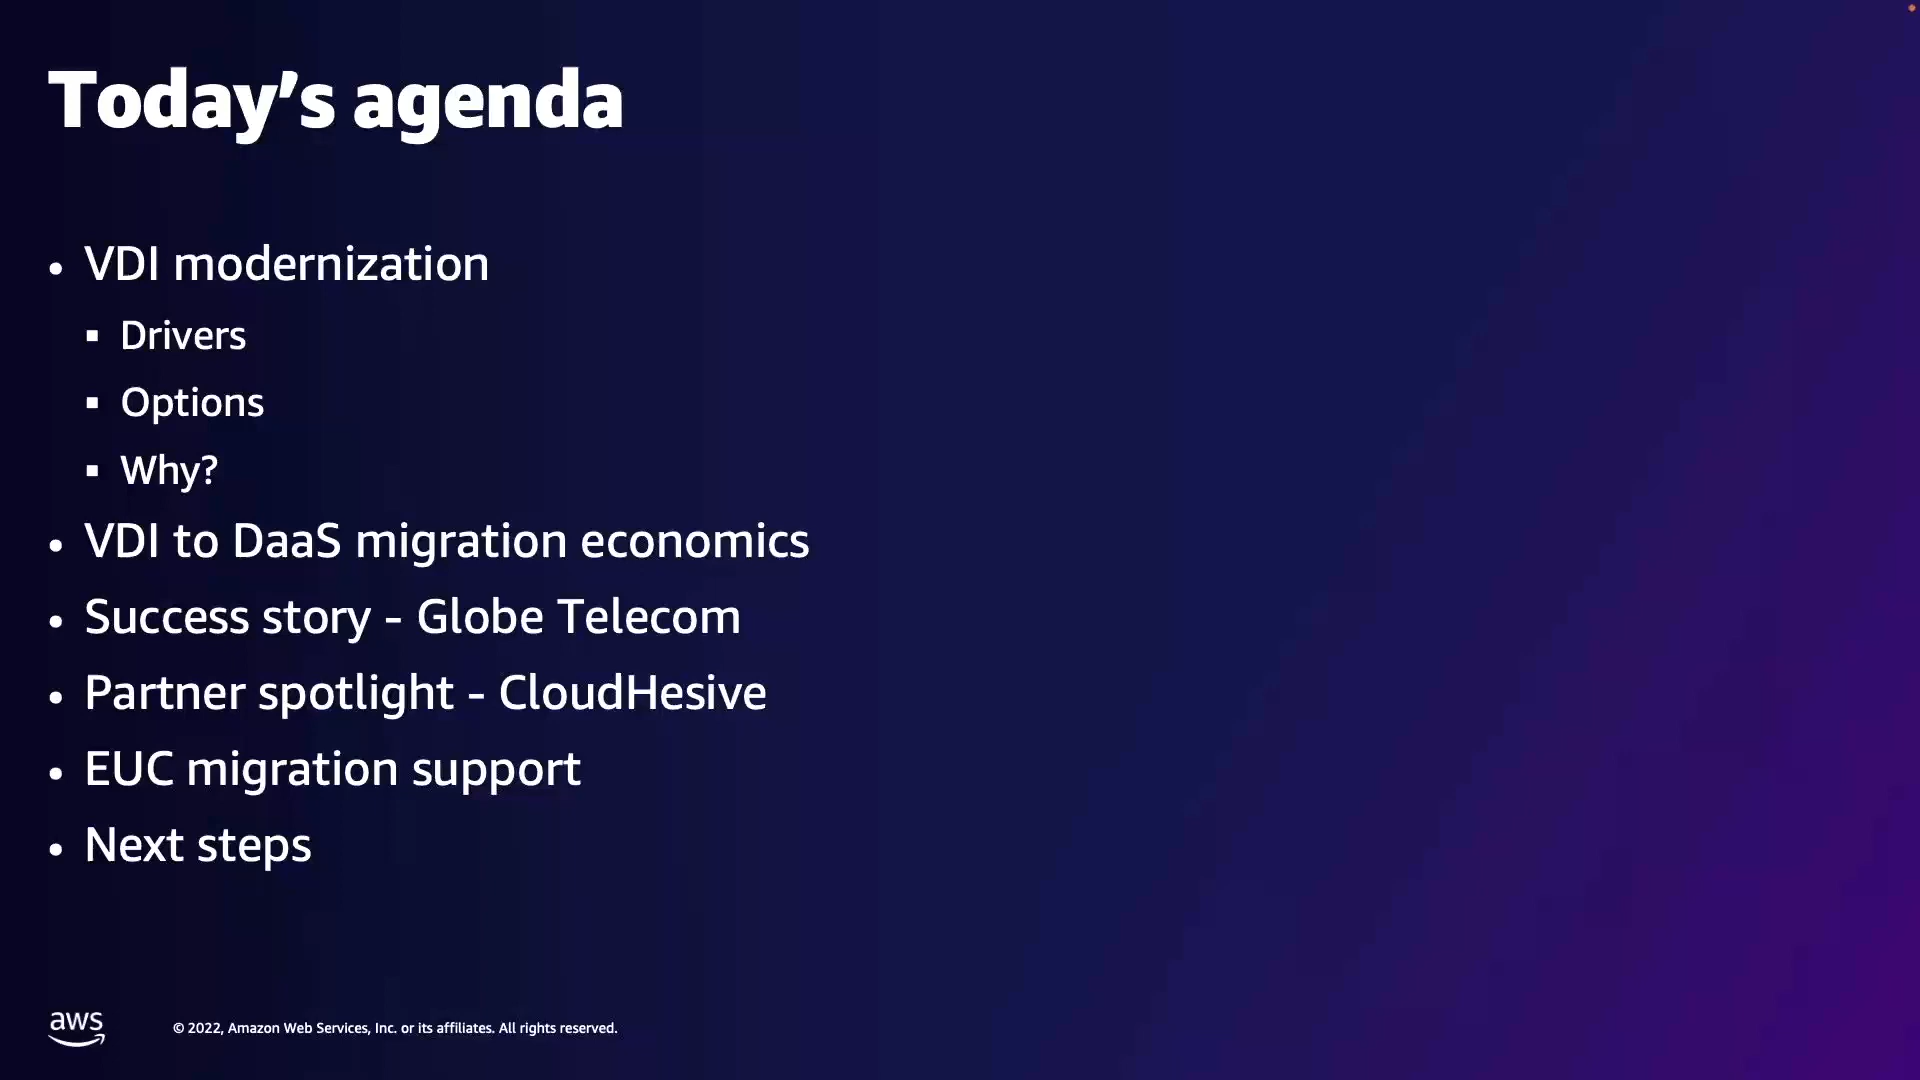 Today’s agenda
• VDI modernization
▪ Drivers
▪ Options
▪ Why?
• VDI to DaaS migration economics
• Success story - Globe Telecom
• Partner spotlight - CloudHesive
• EUC migration support
• Next steps
aws
© 2022, Amazon Web Services, Inc. or its affiliates. All rights reserved.